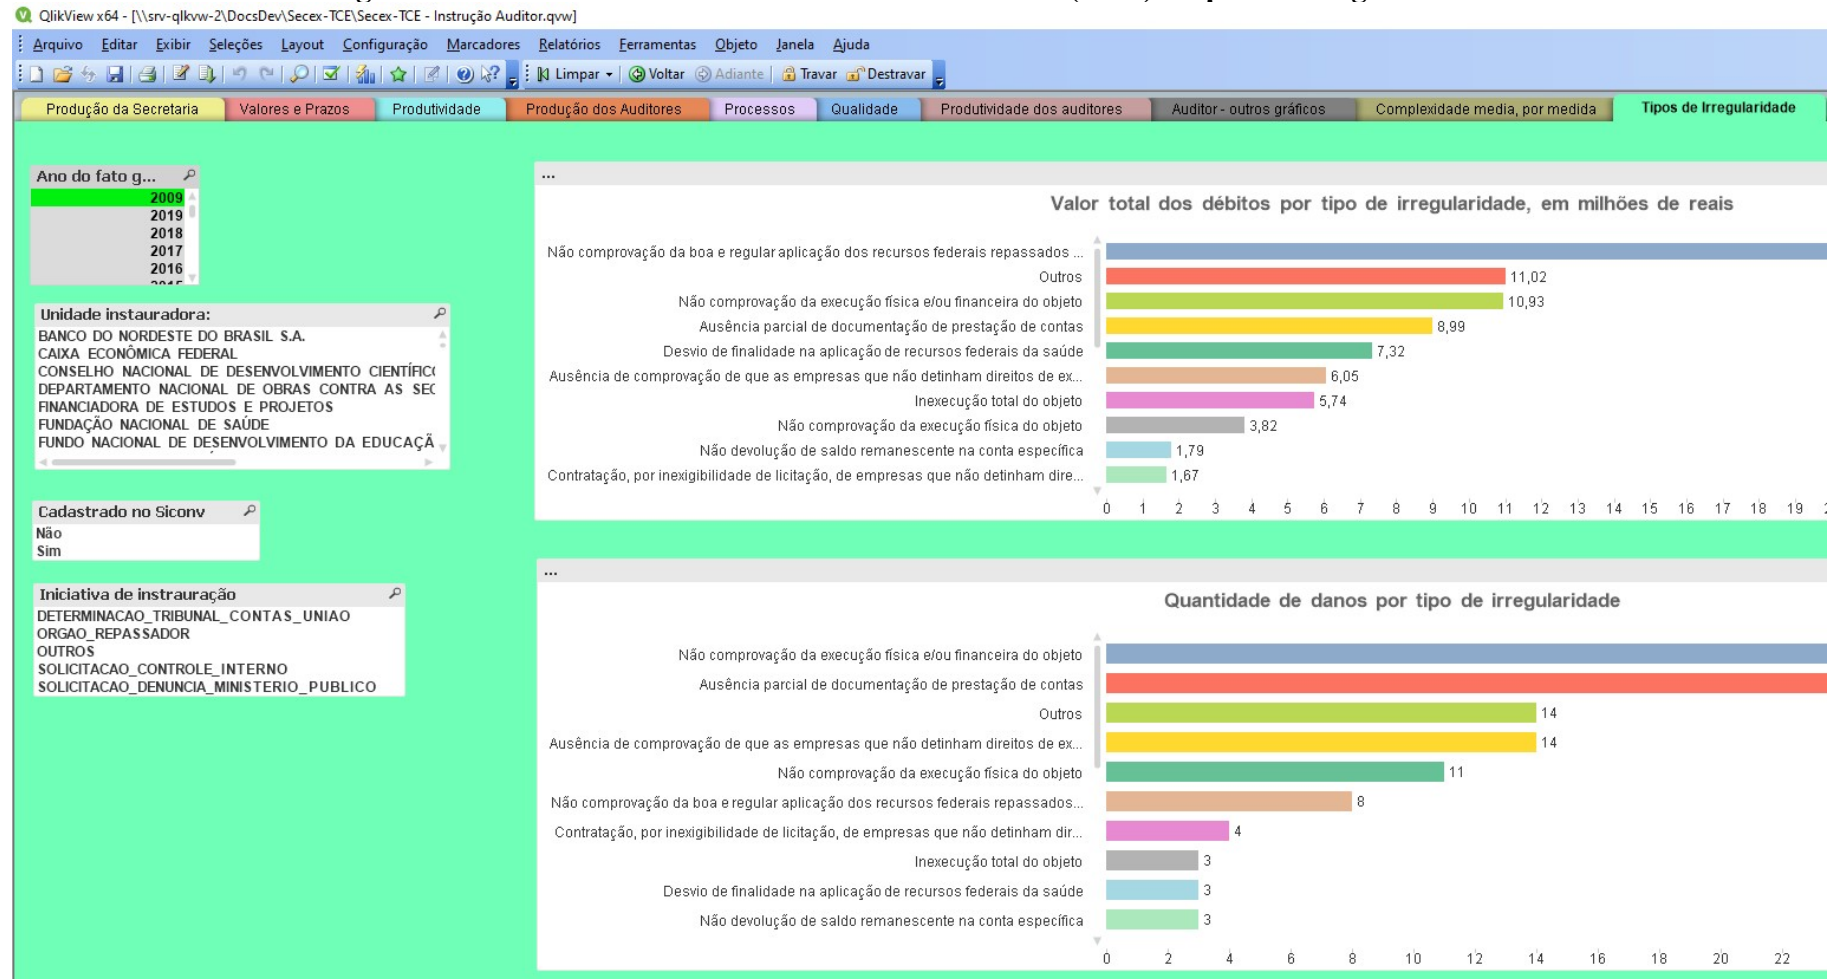 QlikView x64 - [\\srv-qlkvw-2\DocsDev\Secex-TCE\Secex-TCE - Instrução Auditor.qvw]
Arquivo Editar Exibir Seleções Layout Configuração Marcadores Relatórios Ferramentas Objeto Janela Ajuda
Limpar Voltar Adiante Travar Destravar
Produção da Secretaria Valores e Prazos Produtividade Produção dos Auditores Processos Qualidade Produtividade dos auditores Auditor - outros gráficos Complexidade media, por medida Tipos de Irregularidade
Ano do fato g...
2009
2019
2018
2017
2016
2015
Unidade instauradora:
BANCO DO NORDESTE DO BRASIL S.A.
CAIXA ECONÔMICA FEDERAL
CONSELHO NACIONAL DE DESENVOLVIMENTO CIENTÍFIC
DEPARTAMENTO NACIONAL DE OBRAS CONTRA AS SEC
FINANCIADORA DE ESTUDOS E PROJETOS
FUNDAÇÃO NACIONAL DE SAÚDE
FUNDO NACIONAL DE DESENVOLVIMENTO DA EDUCAÇÃ
Cadastrado no Siconv
Não
Sim
Iniciativa de instrauração
DETERMINACAO_TRIBUNAL_CONTAS_UNIAO
ORGAO_REPASSADOR
OUTROS
SOLICITACAO_CONTROLE_INTERNO
SOLICITACAO_DENUNCIA_MINISTERIO_PUBLICO
...
Valor total dos débitos por tipo de irregularidade, em milhões de reais
Não comprovação da boa e regular aplicação dos recursos federais repassados ...
Outros 11,02
Não comprovação da execução física e/ou financeira do objeto 10,93
Ausência parcial de documentação de prestação de contas 8,99
Desvio de finalidade na aplicação de recursos federais da saúde 7,32
Ausência de comprovação de que as empresas que não detinham direitos de ex... 6,05
Inexecução total do objeto 5,74
Não comprovação da execução física do objeto 3,82
Não devolução de saldo remanescente na conta específica 1,79
Contratação, por inexigibilidade de licitação, de empresas que não detinham dire... 1,67
0 1 2 3 4 5 6 7 8 9 10 11 12 13 14 15 16 17 18 19
...
Quantidade de danos por tipo de irregularidade
Não comprovação da execução física e/ou financeira do objeto
Ausência parcial de documentação de prestação de contas
Outros 14
Ausência de comprovação de que as empresas que não detinham direitos de ex... 14
Não comprovação da execução física do objeto 11
Não comprovação da boa e regular aplicação dos recursos federais repassados... 8
Contratação, por inexigibilidade de licitação, de empresas que não detinham dir... 4
Inexecução total do objeto 3
Desvio de finalidade na aplicação de recursos federais da saúde 3
Não devolução de saldo remanescente na conta específica 3
0 2 4 6 8 10 12 14 16 18 20 22